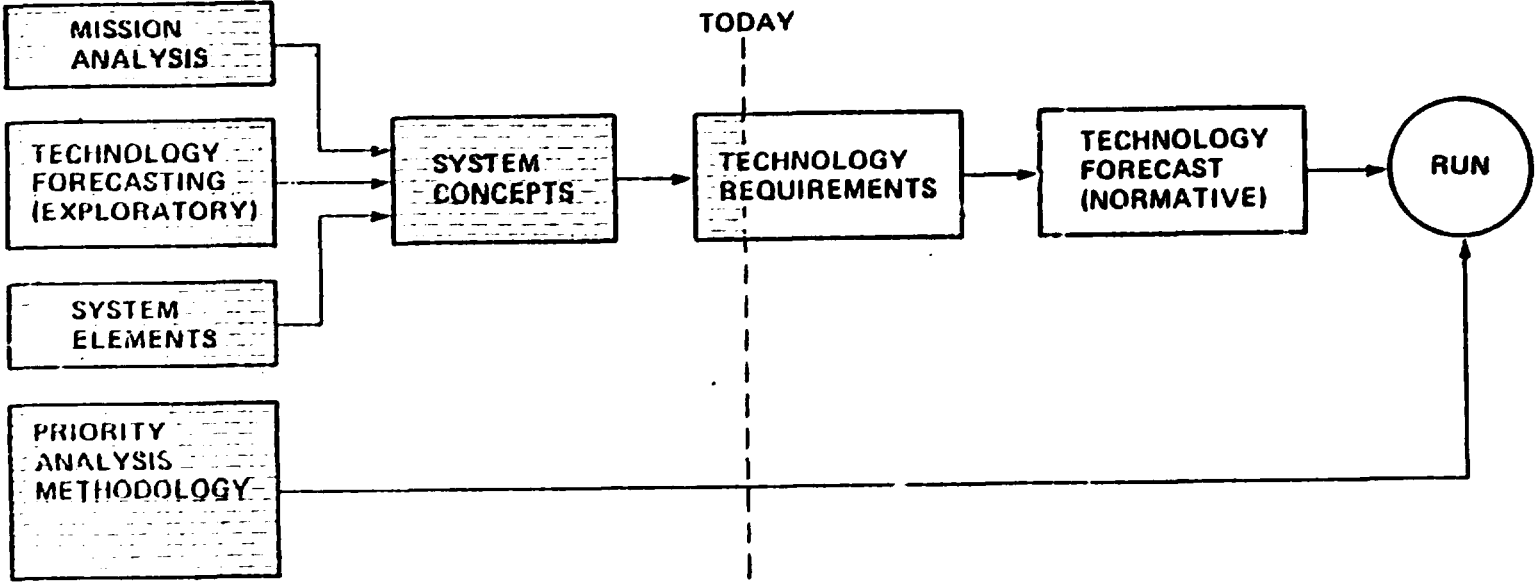 MISSION
ANALYSIS
TECHNOLOGY
FORECASTING
(EXPLORATORY)
SYSTEM
ELEMENTS
PRIORITY
ANALYSIS
METHODOLOGY
SYSTEM
CONCEPTS
TODAY
TECHNOLOGY
REQUIREMENTS
TECHNOLOGY
FORECAST
(NORMATIVE)
RUN